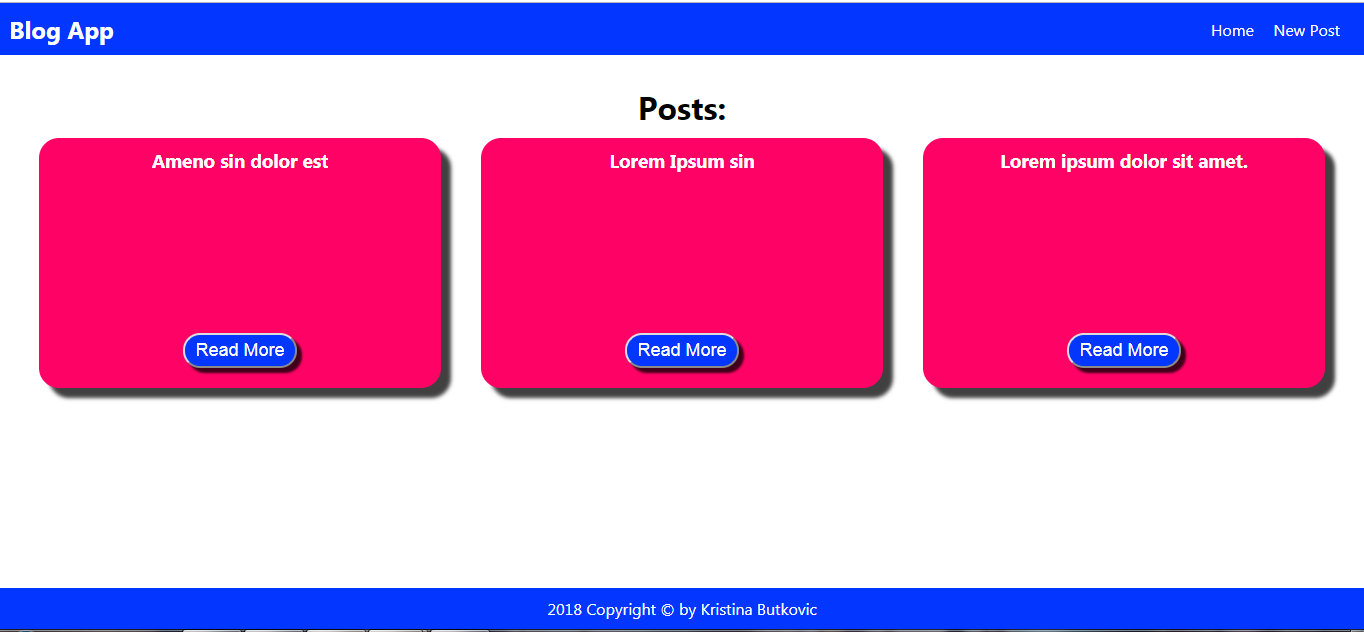 Blog App
Home New Post
Posts:
Ameno sin dolor est
Lorem Ipsum sin
Lorem ipsum dolor sit amet.
Read More
Read More
Read More
2018 Copyright © by Kristina Butkovic